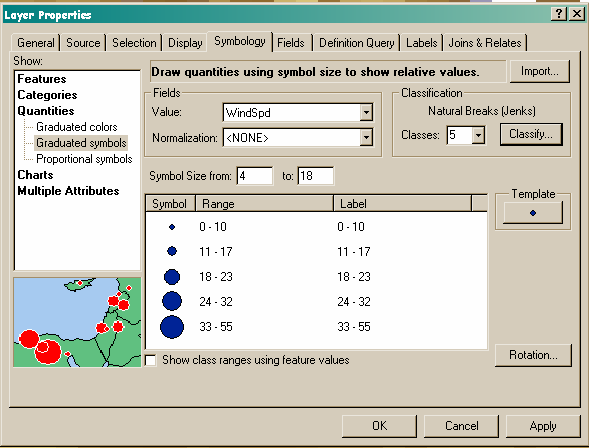 Layer Properties
General Source Selection Display Symbology Fields Definition Query Labels Joins & Relates
Show:
Features
Categories
Quantities
Graduated colors
Graduated symbols
Proportional symbols
Charts
Multiple Attributes
Draw quantities using symbol size to show relative values.
Import...
Fields
Value: WindSpd
Normalization: <NONE>
Classification
Natural Breaks (Jenks)
Classes: 5 Classify...
Symbol Size from: 4 to: 18
Symbol Range Label
0 - 10 0 - 10
11 - 17 11 - 17
18 - 23 18 - 23
24 - 32 24 - 32
33 - 55 33 - 55
Template
Show class ranges using feature values
Rotation...
OK Cancel Apply